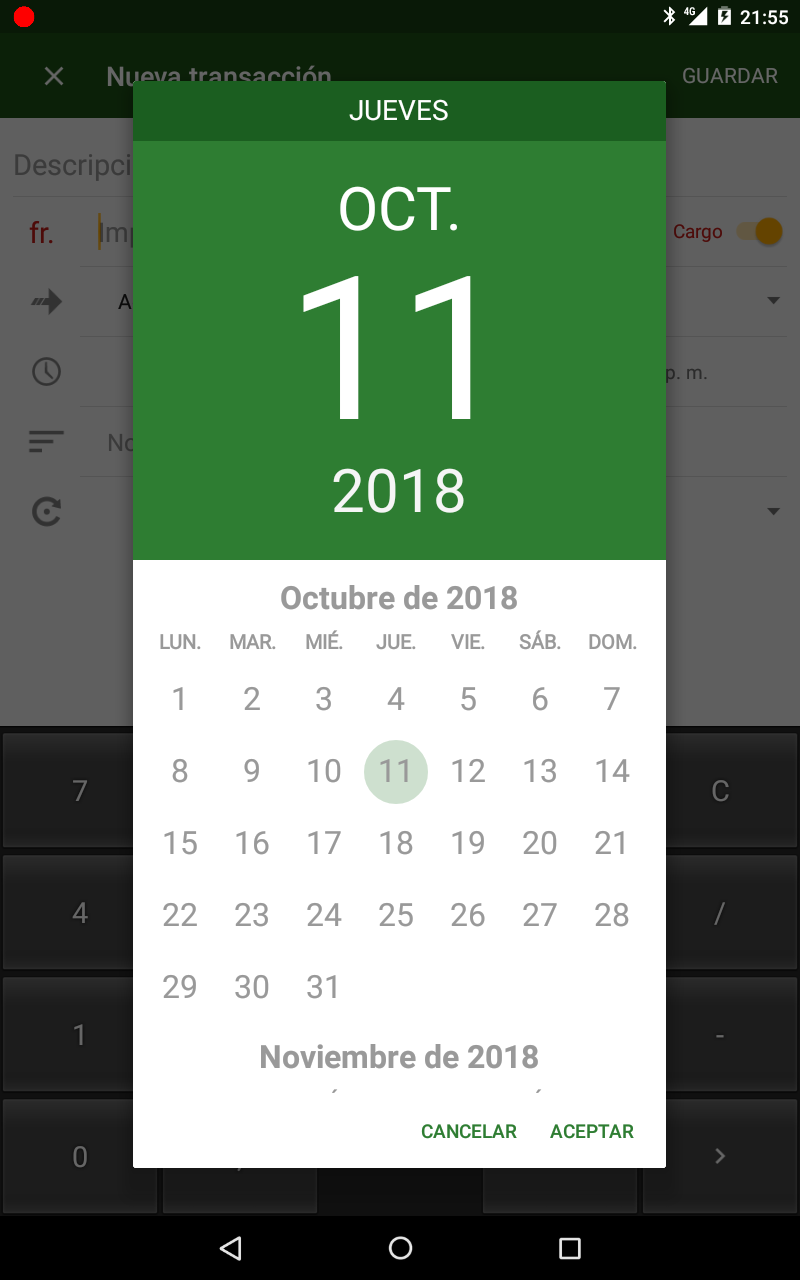 4G 21:55
Nueva transacción GUARDAR
JUEVES
OCT.
11
2018
fr. Cargo
p. m.
Octubre de 2018
LUN. MAR. MIÉ. JUE. VIE. SÁB. DOM.
1 2 3 4 5 6 7
8 9 10 11 12 13 14
15 16 17 18 19 20 21
22 23 24 25 26 27 28
29 30 31
Noviembre de 2018
CANCELAR ACEPTAR
7 C
4 /
1 -
0